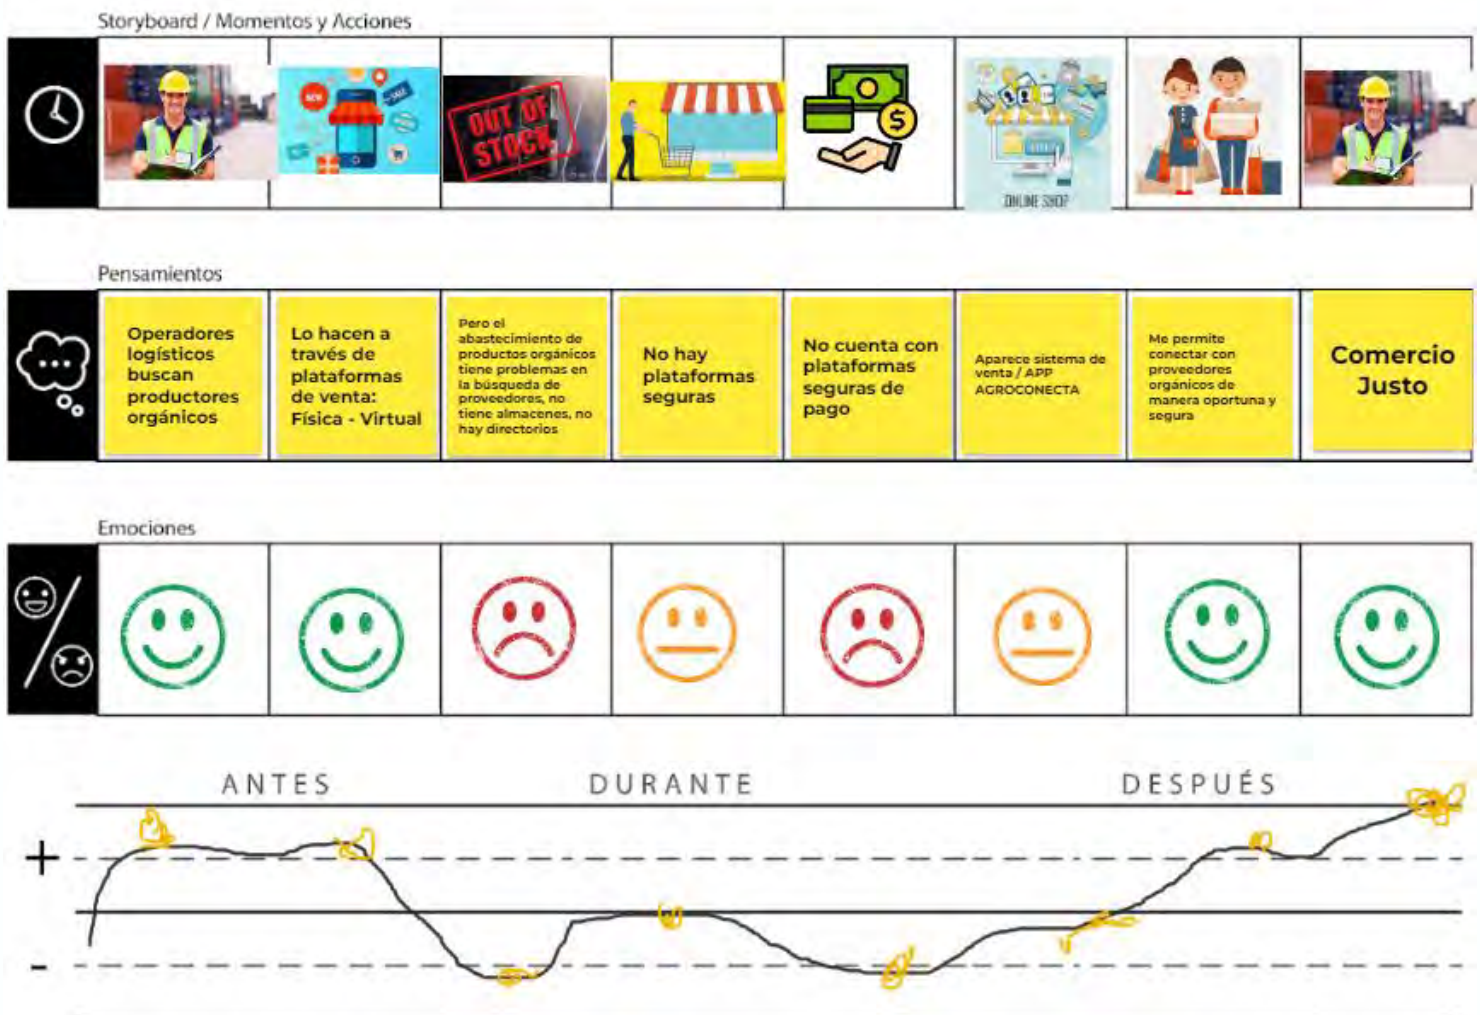 Storyboard / Momentos y Acciones
NEW
SALE
OUT OF
STOCK
ONLINE SHOP
Pensamientos
Operadores
logísticos
buscan
productores
orgánicos
Lo hacen a
través de
plataformas
de venta:
Física - Virtual
Pero el
abastecimiento de
productos orgánicos
tiene problemas en
la búsqueda de
proveedores, no
tiene almacenes, no
hay directorios
No hay
plataformas
seguras
No cuenta con
plataformas
seguras de
pago
Aparece sistema de
venta / APP
AGROCONECTA
Me permite
conectar con
proveedores
orgánicos de
manera oportuna y
segura
Comercio
Justo
Emociones
ANTES DURANTE DESPUÉS
+
-